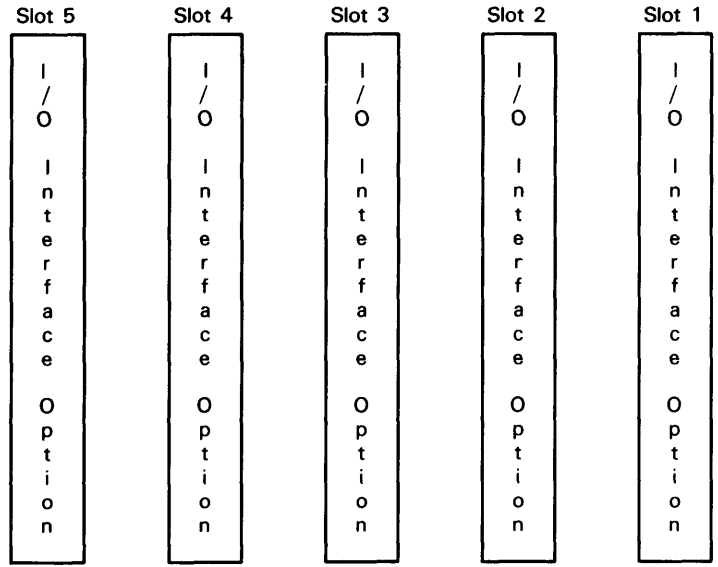 Slot 5 Slot 4 Slot 3 Slot 2 Slot 1
I/O Interface Option
I/O Interface Option
I/O Interface Option
I/O Interface Option
I/O Interface Option